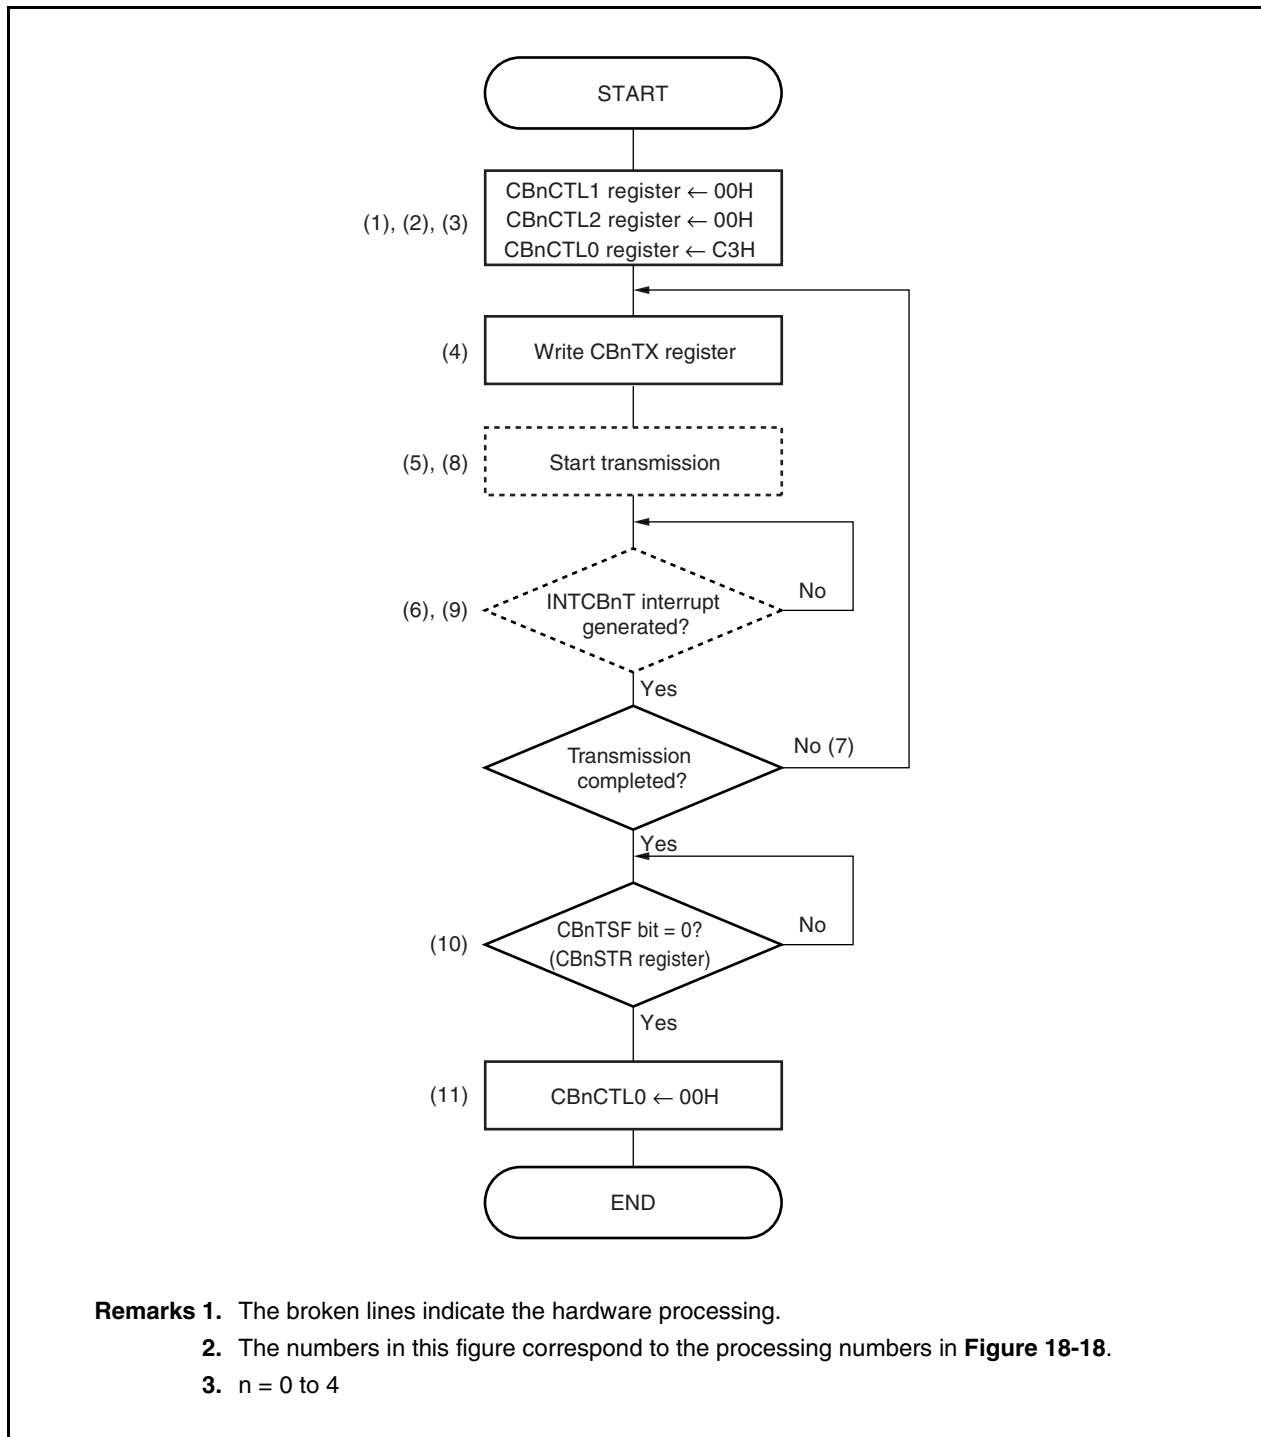 START
(1), (2), (3)
CBnCTL1 register ← 00H
CBnCTL2 register ← 00H
CBnCTL0 register ← C3H
(4)
Write CBnTX register
(5), (8)
Start transmission
(6), (9)
INTCBnT interrupt
generated?
No
Yes
Transmission
completed?
No (7)
Yes
(10)
CBnTSF bit = 0?
(CBnSTR register)
No
Yes
(11)
CBnCTL0 ← 00H
END
Remarks 1. The broken lines indicate the hardware processing.
2. The numbers in this figure correspond to the processing numbers in Figure 18-18.
3. n = 0 to 4